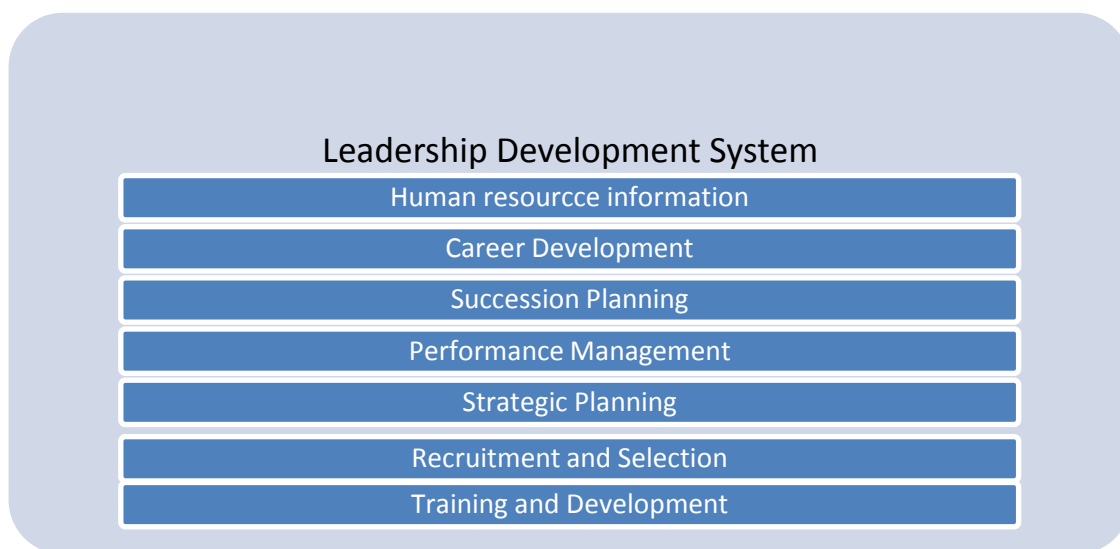 Leadership Development System
Human resourcce information
Career Development
Succession Planning
Performance Management
Strategic Planning
Recruitment and Selection
Training and Development